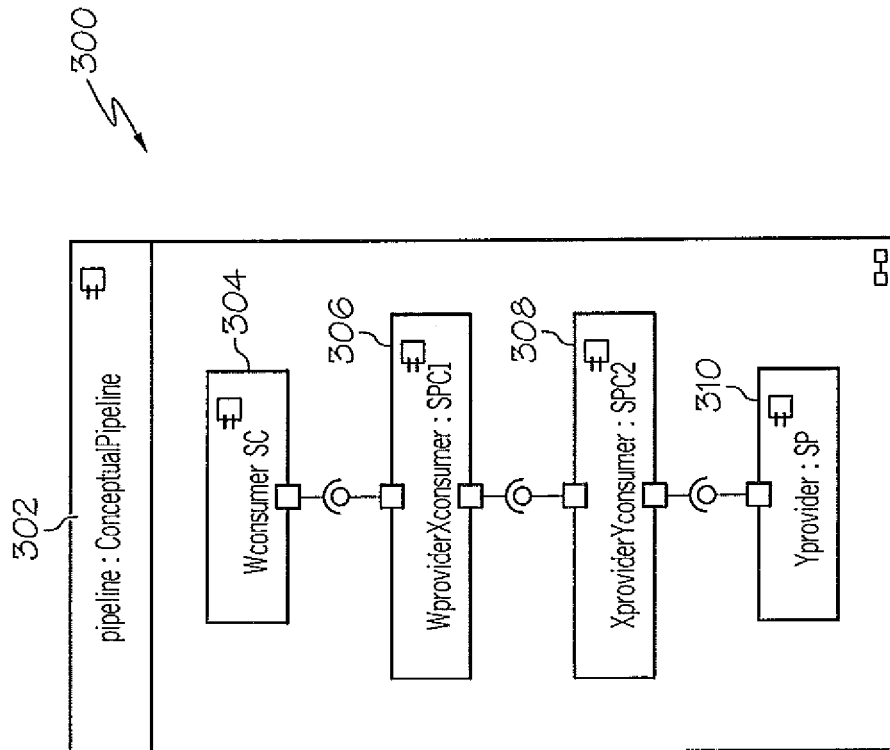 300
302
pipeline : ConceptualPipeline
304
Wconsumer SC
306
WproviderXconsumer : SPC1
308
XproviderYconsumer : SPC2
310
Yprovider : SP